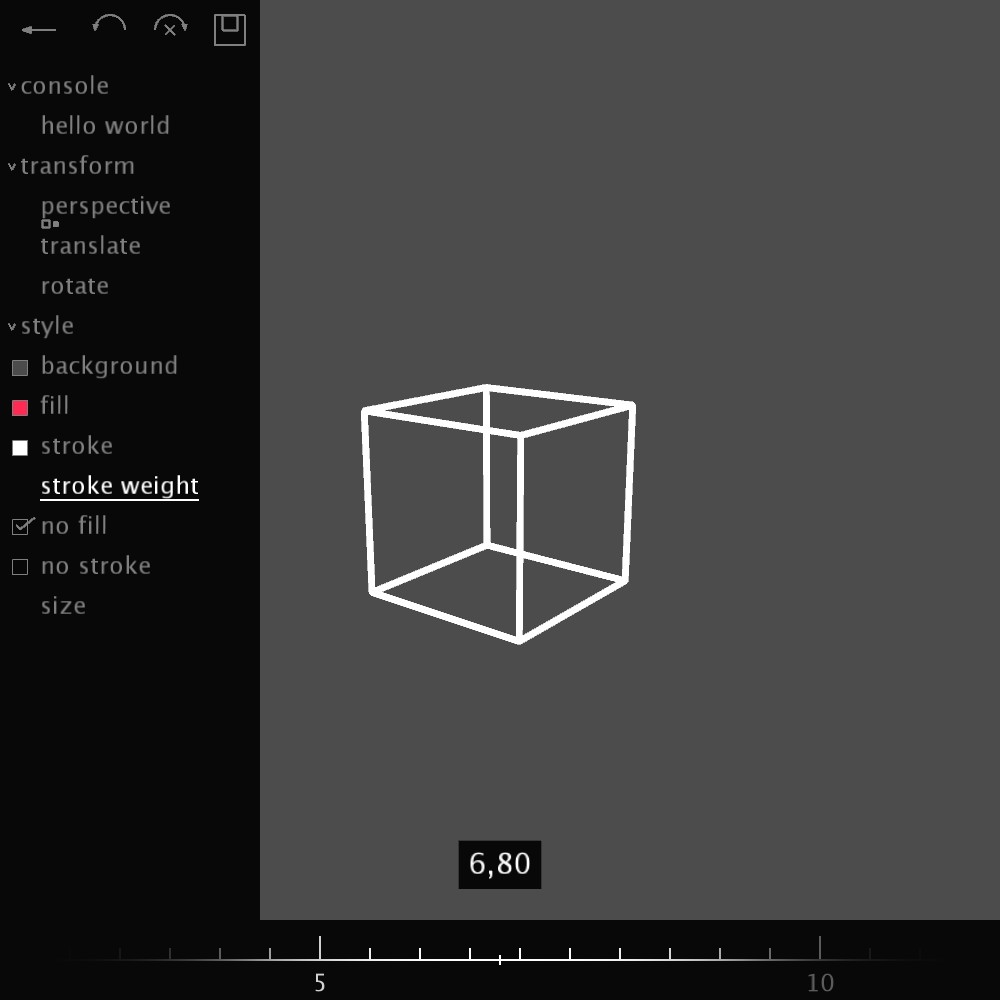 console
hello world
transform
perspective
translate
rotate
style
background
fill
stroke
stroke weight
no fill
no stroke
size
6,80
5 10